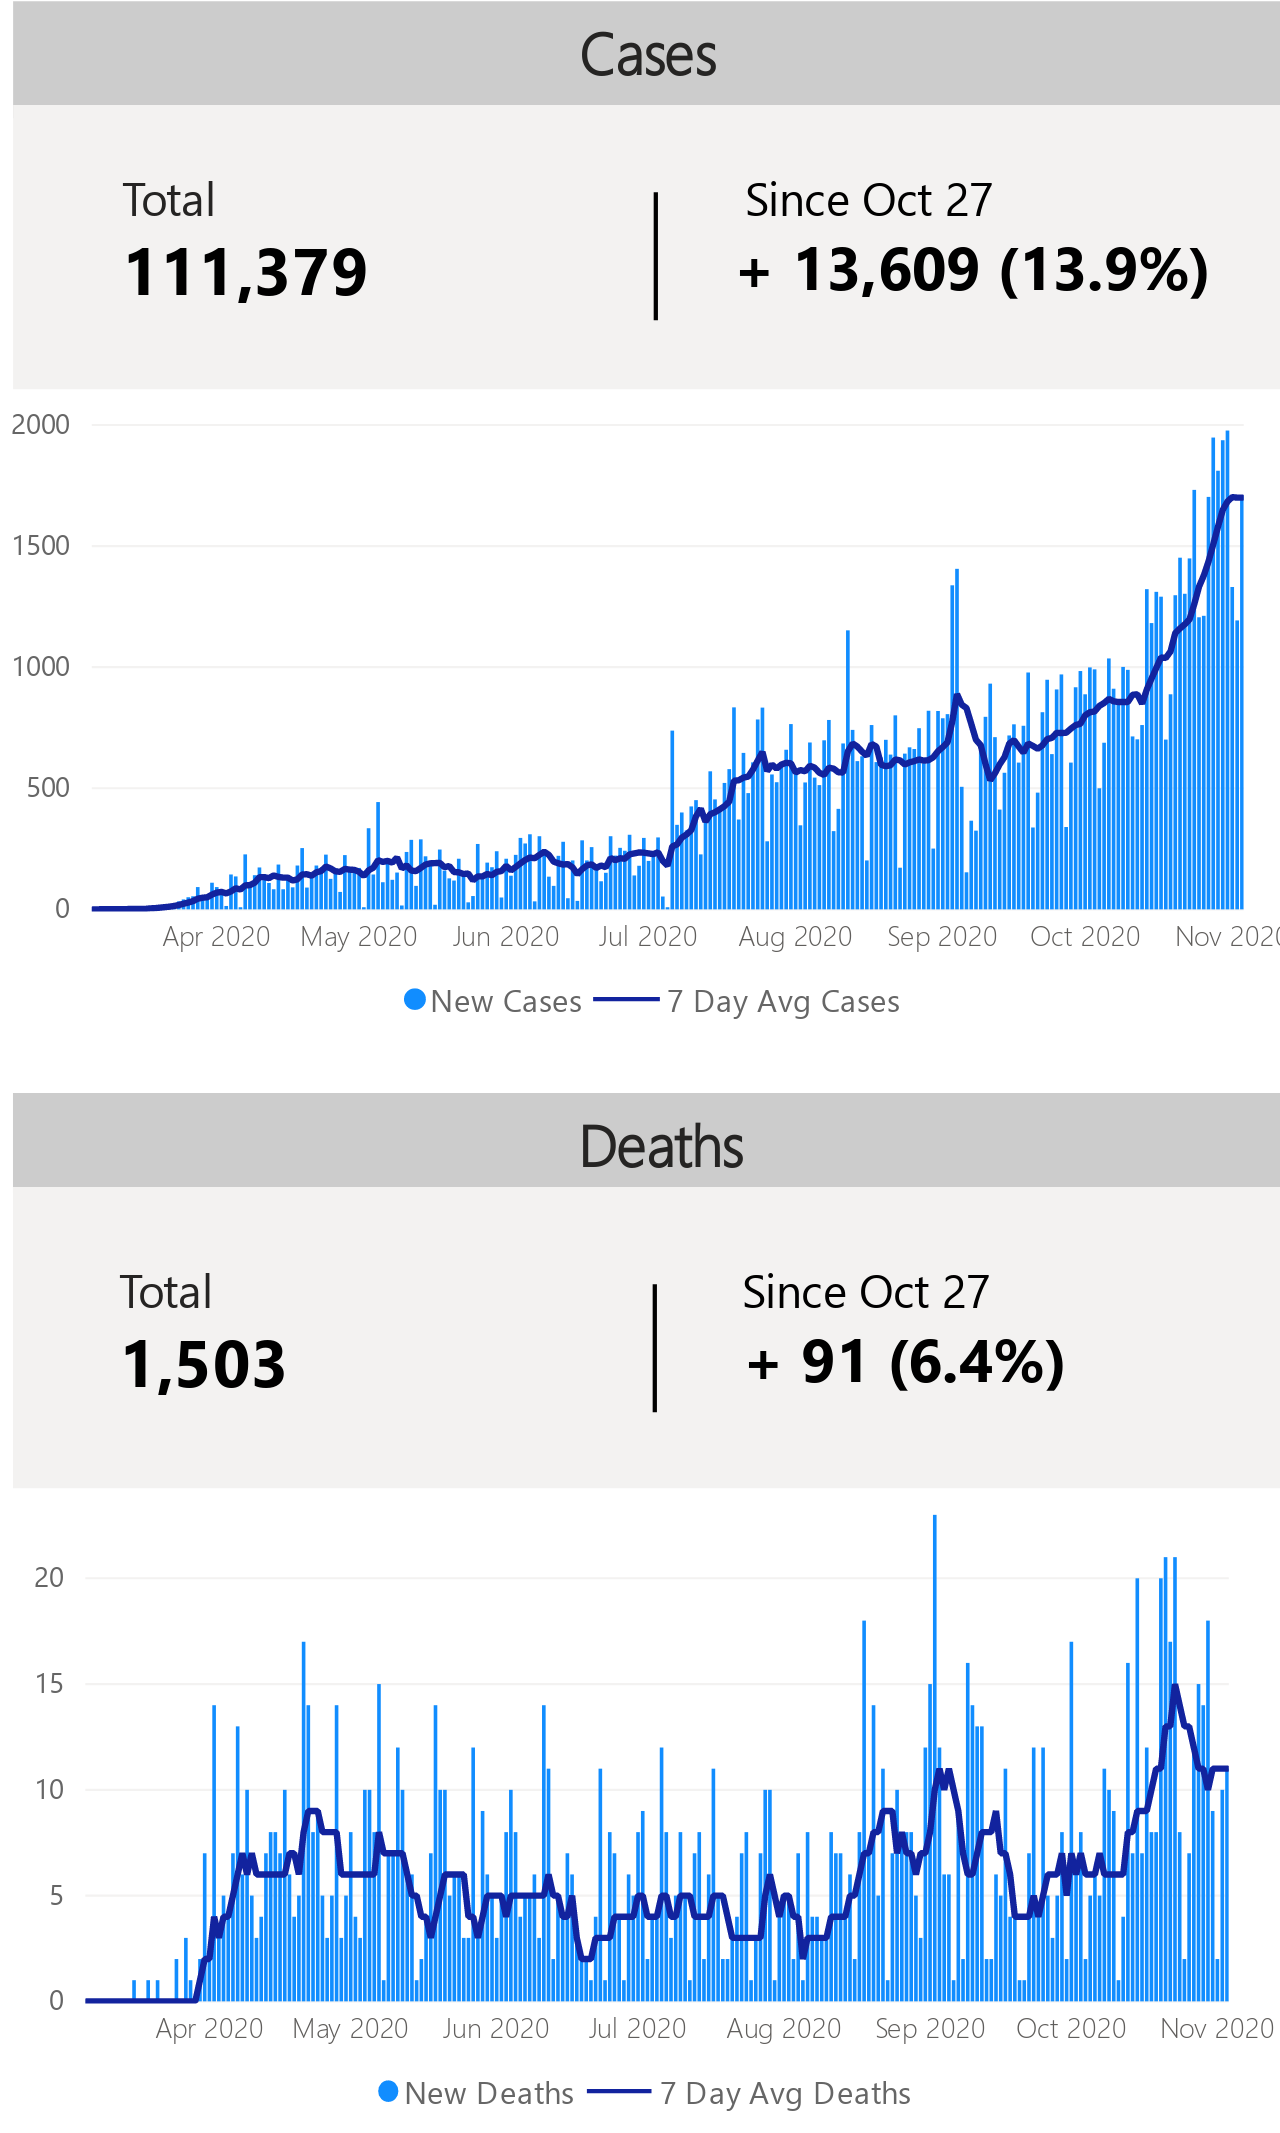 Cases
Total
Since Oct 27
111,379
+ 13,609 (13.9%)
2000
1500
1000
500
0
Apr 2020 May 2020 Jun 2020 Jul 2020 Aug 2020 Sep 2020 Oct 2020 Nov 2020
New Cases 7 Day Avg Cases
Deaths
Total
Since Oct 27
1,503
+ 91 (6.4%)
20
15
10
5
0
Apr 2020 May 2020 Jun 2020 Jul 2020 Aug 2020 Sep 2020 Oct 2020 Nov 2020
New Deaths 7 Day Avg Deaths